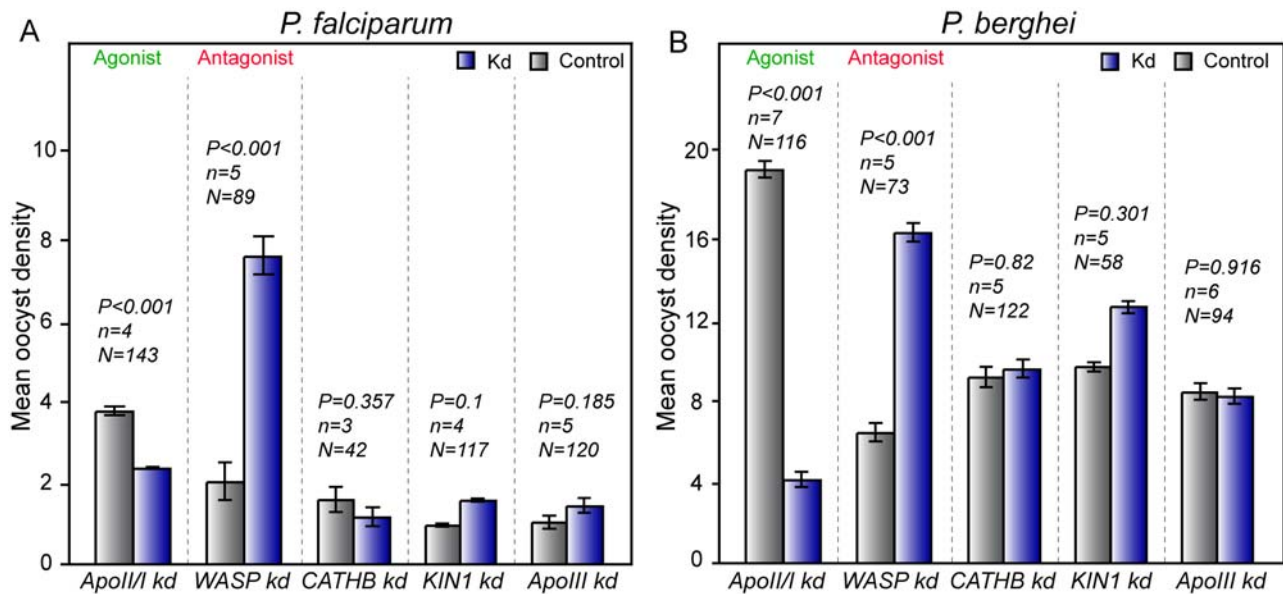 A
P. falciparum
Agonist
Antagonist
Kd
Control
Mean oocyst density
10
8
6
4
2
0
P<0.001
n=4
N=143
P<0.001
n=5
N=89
P=0.357
n=3
N=42
P=0.1
n=4
N=117
P=0.185
n=5
N=120
ApoII/I kd
WASP kd
CATHB kd
KIN1 kd
ApoIII kd
B
P. berghei
Agonist
Antagonist
Kd
Control
Mean oocyst density
20
16
12
8
4
0
P<0.001
n=7
N=116
P<0.001
n=5
N=73
P=0.82
n=5
N=122
P=0.301
n=5
N=58
P=0.916
n=6
N=94
ApoII/I kd
WASP kd
CATHB kd
KIN1 kd
ApoIII kd